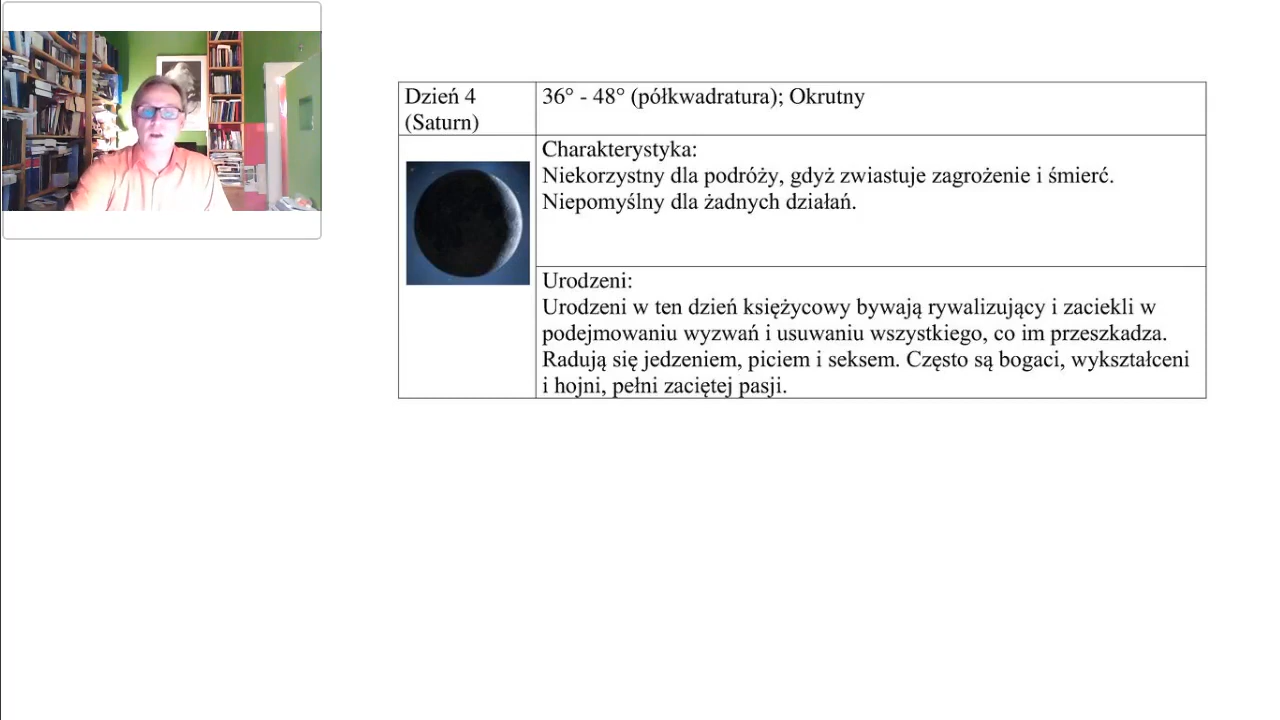 Dzień 4
(Saturn)
36° - 48° (półkwadratura); Okrutny
Charakterystyka:
Niekorzystny dla podróży, gdyż zwiastuje zagrożenie i śmierć.
Niepomyślny dla żadnych działań.
Urodzeni:
Urodzeni w ten dzień księżycowy bywają rywalizujący i zaciekli w
podejmowaniu wyzwań i usuwaniu wszystkiego, co im przeszkadza.
Radują się jedzeniem, piciem i seksem. Często są bogaci, wykształceni
i hojni, pełni zaciętej pasji.